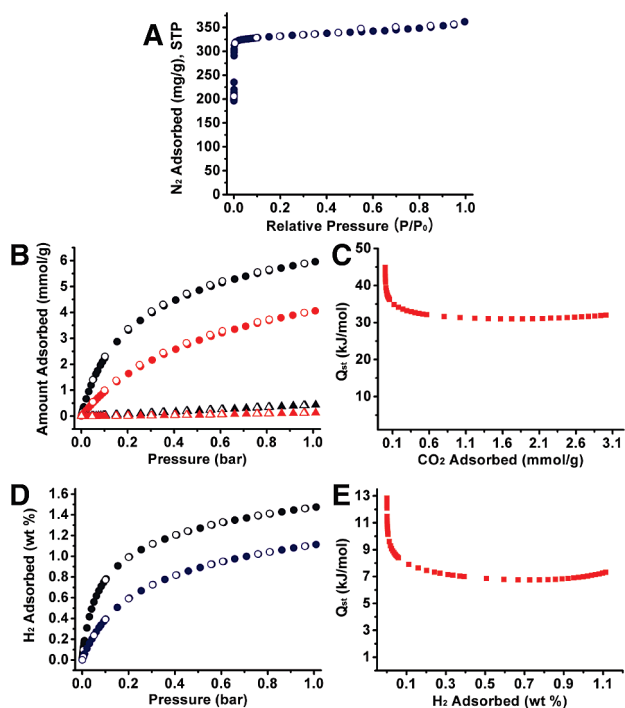 A
N₂ Adsorbed (mg/g), STP
350
300
250
200
150
100
50
0
0.0 0.2 0.4 0.6 0.8 1.0
Relative Pressure (P/P₀)
B
Amount Adsorbed (mmol/g)
6
5
4
3
2
1
0
0.0 0.2 0.4 0.6 0.8 1.0
Pressure (bar)
C
Qst (kJ/mol)
50
40
30
20
10
0.1 0.6 1.1 1.6 2.1 2.6 3.1
CO₂ Adsorbed (mmol/g)
D
H₂ Adsorbed (wt %)
1.6
1.4
1.2
1.0
0.8
0.6
0.4
0.2
0.0
0.0 0.2 0.4 0.6 0.8 1.0
Pressure (bar)
E
Qst (kJ/mol)
13
11
9
7
5
3
1
0.1 0.3 0.5 0.7 0.9 1.1
H₂ Adsorbed (wt %)